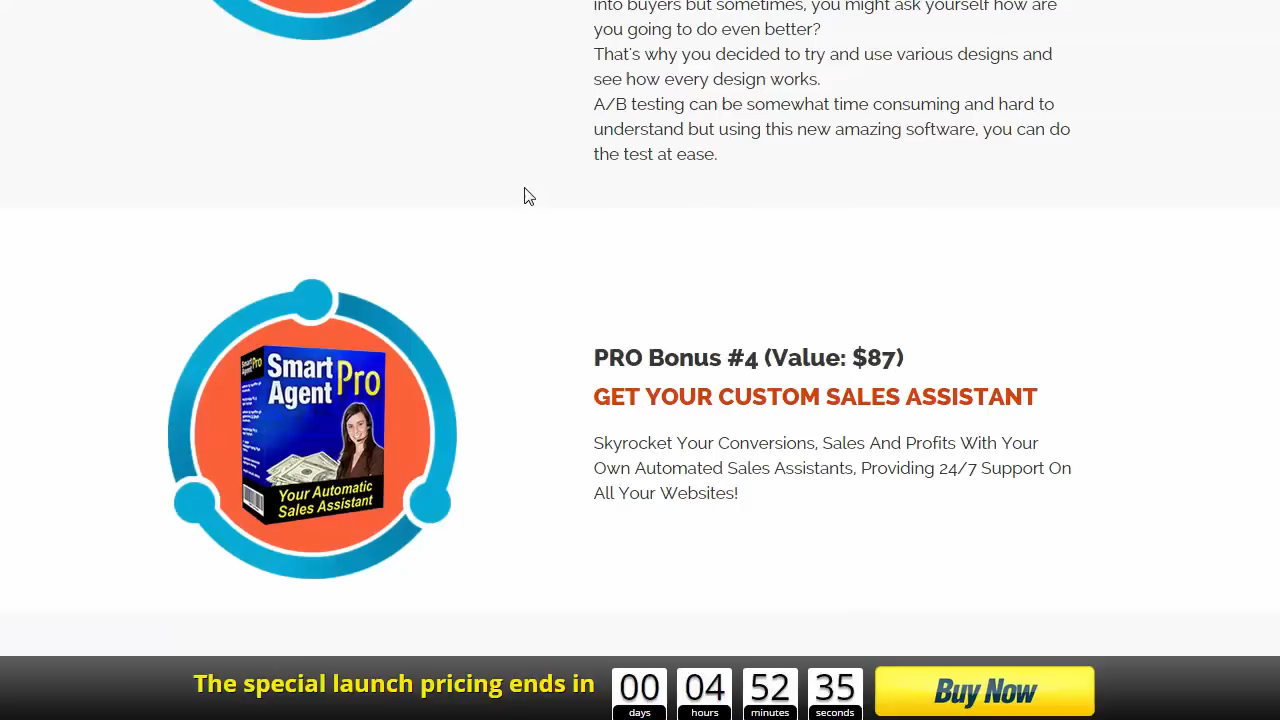 into buyers but sometimes, you might ask yourself how are
you going to do even better?
That's why you decided to try and use various designs and
see how every design works.
A/B testing can be somewhat time consuming and hard to
understand but using this new amazing software, you can do
the test at ease.
Smart
Agent Pro
Your Automatic
Sales Assistant
PRO Bonus #4 (Value: $87)
GET YOUR CUSTOM SALES ASSISTANT
Skyrocket Your Conversions, Sales And Profits With Your
Own Automated Sales Assistants, Providing 24/7 Support On
All Your Websites!
The special launch pricing ends in
00 04 52 35
days hours minutes seconds
Buy Now